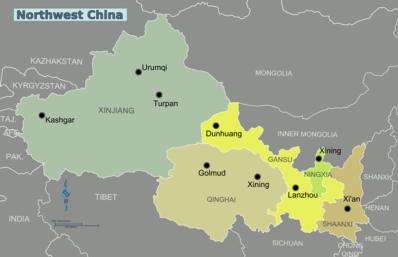 Northwest China
KAZAKHSTAN
MONGOLIA
Urumqi
KYRGYZSTAN
XINJIANG
Turpan
Kashgar
TAJ.
Dunhuang
INNER MONGOLIA
AFG.
Xining
PAK.
GANSU
Golmud
NINGXIA
SHANXI
Xining
TIBET
QINGHAI
Lanzhou
Xi'an
HENAN
INDIA
SHAANXI
HUBEI
SICHUAN
CHONG
QING